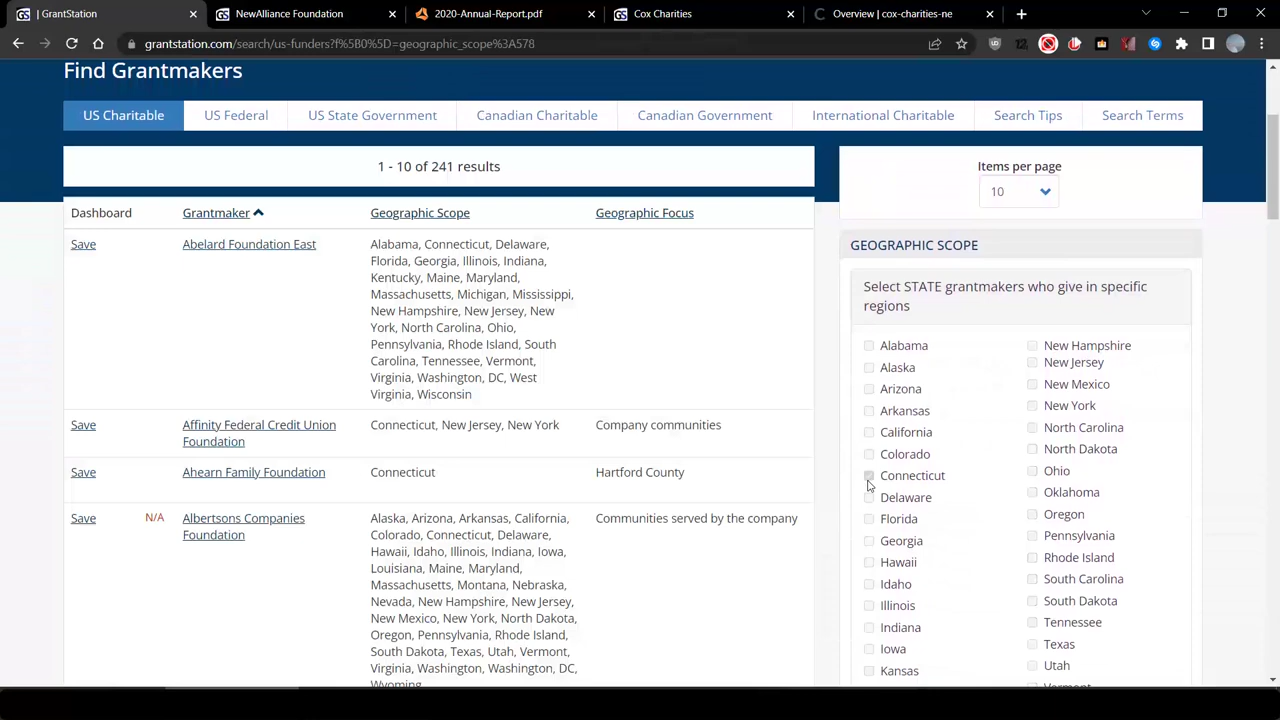 | GrantStation
NewAlliance Foundation
2020-Annual-Report.pdf
Cox Charities
Overview | cox-charities-ne
grantstation.com/search/us-funders?f%5B0%5D=geographic_scope%3A578
Find Grantmakers
US Charitable
US Federal
US State Government
Canadian Charitable
Canadian Government
International Charitable
Search Tips
Search Terms
1 - 10 of 241 results
Items per page
10
Dashboard
Grantmaker
Geographic Scope
Geographic Focus
Save
Abelard Foundation East
Alabama, Connecticut, Delaware,
Florida, Georgia, Illinois, Indiana,
Kentucky, Maine, Maryland,
Massachusetts, Michigan, Mississippi,
New Hampshire, New Jersey, New
York, North Carolina, Ohio,
Pennsylvania, Rhode Island, South
Carolina, Tennessee, Vermont,
Virginia, Washington, DC, West
Virginia, Wisconsin
Save
Affinity Federal Credit Union
Foundation
Connecticut, New Jersey, New York
Company communities
Save
Ahearn Family Foundation
Connecticut
Hartford County
Save
N/A
Albertsons Companies
Foundation
Alaska, Arizona, Arkansas, California,
Colorado, Connecticut, Delaware,
Hawaii, Idaho, Illinois, Indiana, Iowa,
Louisiana, Maine, Maryland,
Massachusetts, Montana, Nebraska,
Nevada, New Hampshire, New Jersey,
New Mexico, New York, North Dakota,
Oregon, Pennsylvania, Rhode Island,
South Dakota, Texas, Utah, Vermont,
Virginia, Washington, Washington, DC,
Wyoming
Communities served by the company
GEOGRAPHIC SCOPE
Select STATE grantmakers who give in specific
regions
Alabama
Alaska
Arizona
Arkansas
California
Colorado
Connecticut
Delaware
Florida
Georgia
Hawaii
Idaho
Illinois
Indiana
Iowa
Kansas
New Hampshire
New Jersey
New Mexico
New York
North Carolina
North Dakota
Ohio
Oklahoma
Oregon
Pennsylvania
Rhode Island
South Carolina
South Dakota
Tennessee
Texas
Utah
Vermont